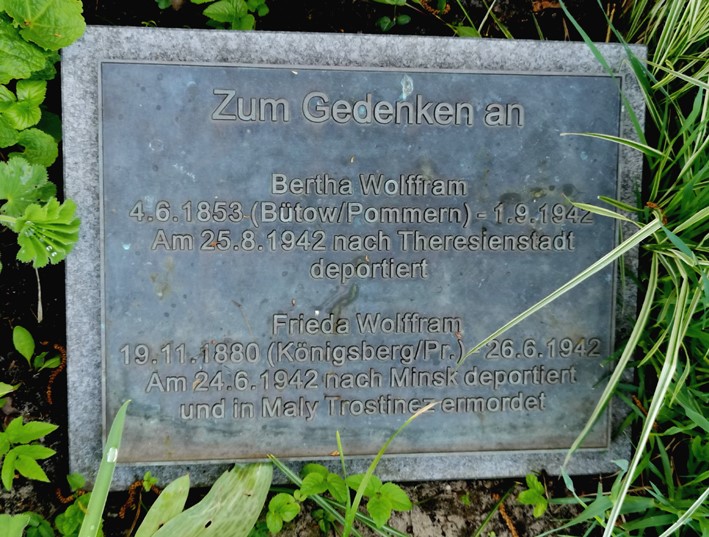 Zum Gedenken an
Bertha Wolffram
4.6.1853 (Bütow/Pommern) - 1.9.1942
Am 25.8.1942 nach Theresienstadt
deportiert
Frieda Wolffram
19.11.1880 (Königsberg/Pr.) - 26.6.1942
Am 24.6.1942 nach Minsk deportiert
und in Maly Trostinez ermordet